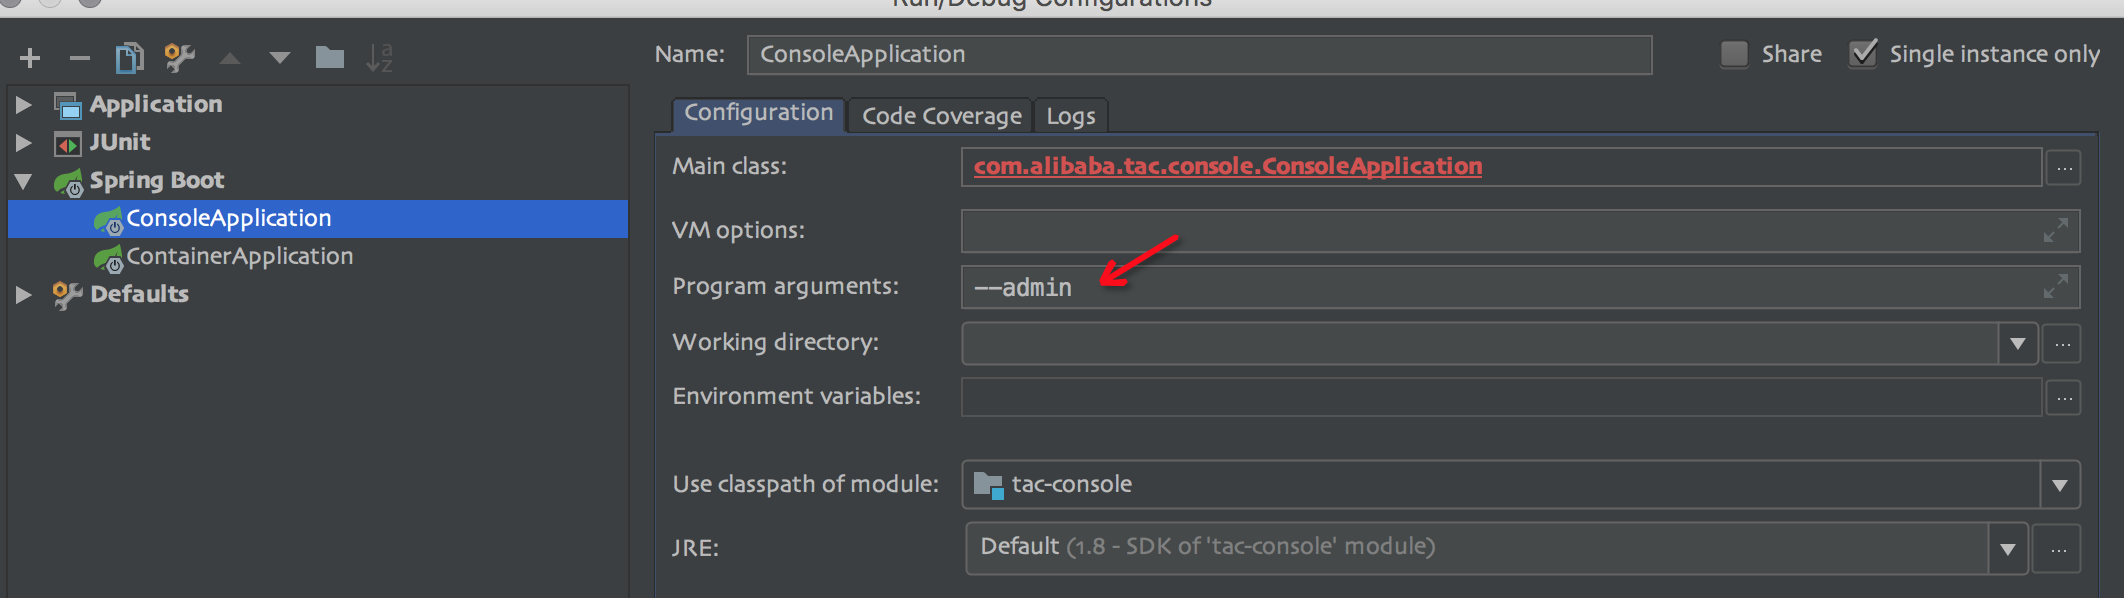 Run/Debug Configurations
Name: ConsoleApplication Share Single instance only
Application
JUnit
Spring Boot
ConsoleApplication
ContainerApplication
Defaults
Configuration Code Coverage Logs
Main class: com.alibaba.tac.console.ConsoleApplication ...
VM options:
Program arguments: --admin
Working directory: ...
Environment variables: ...
Use classpath of module: tac-console
JRE: Default (1.8 - SDK of 'tac-console' module) ...
a
z